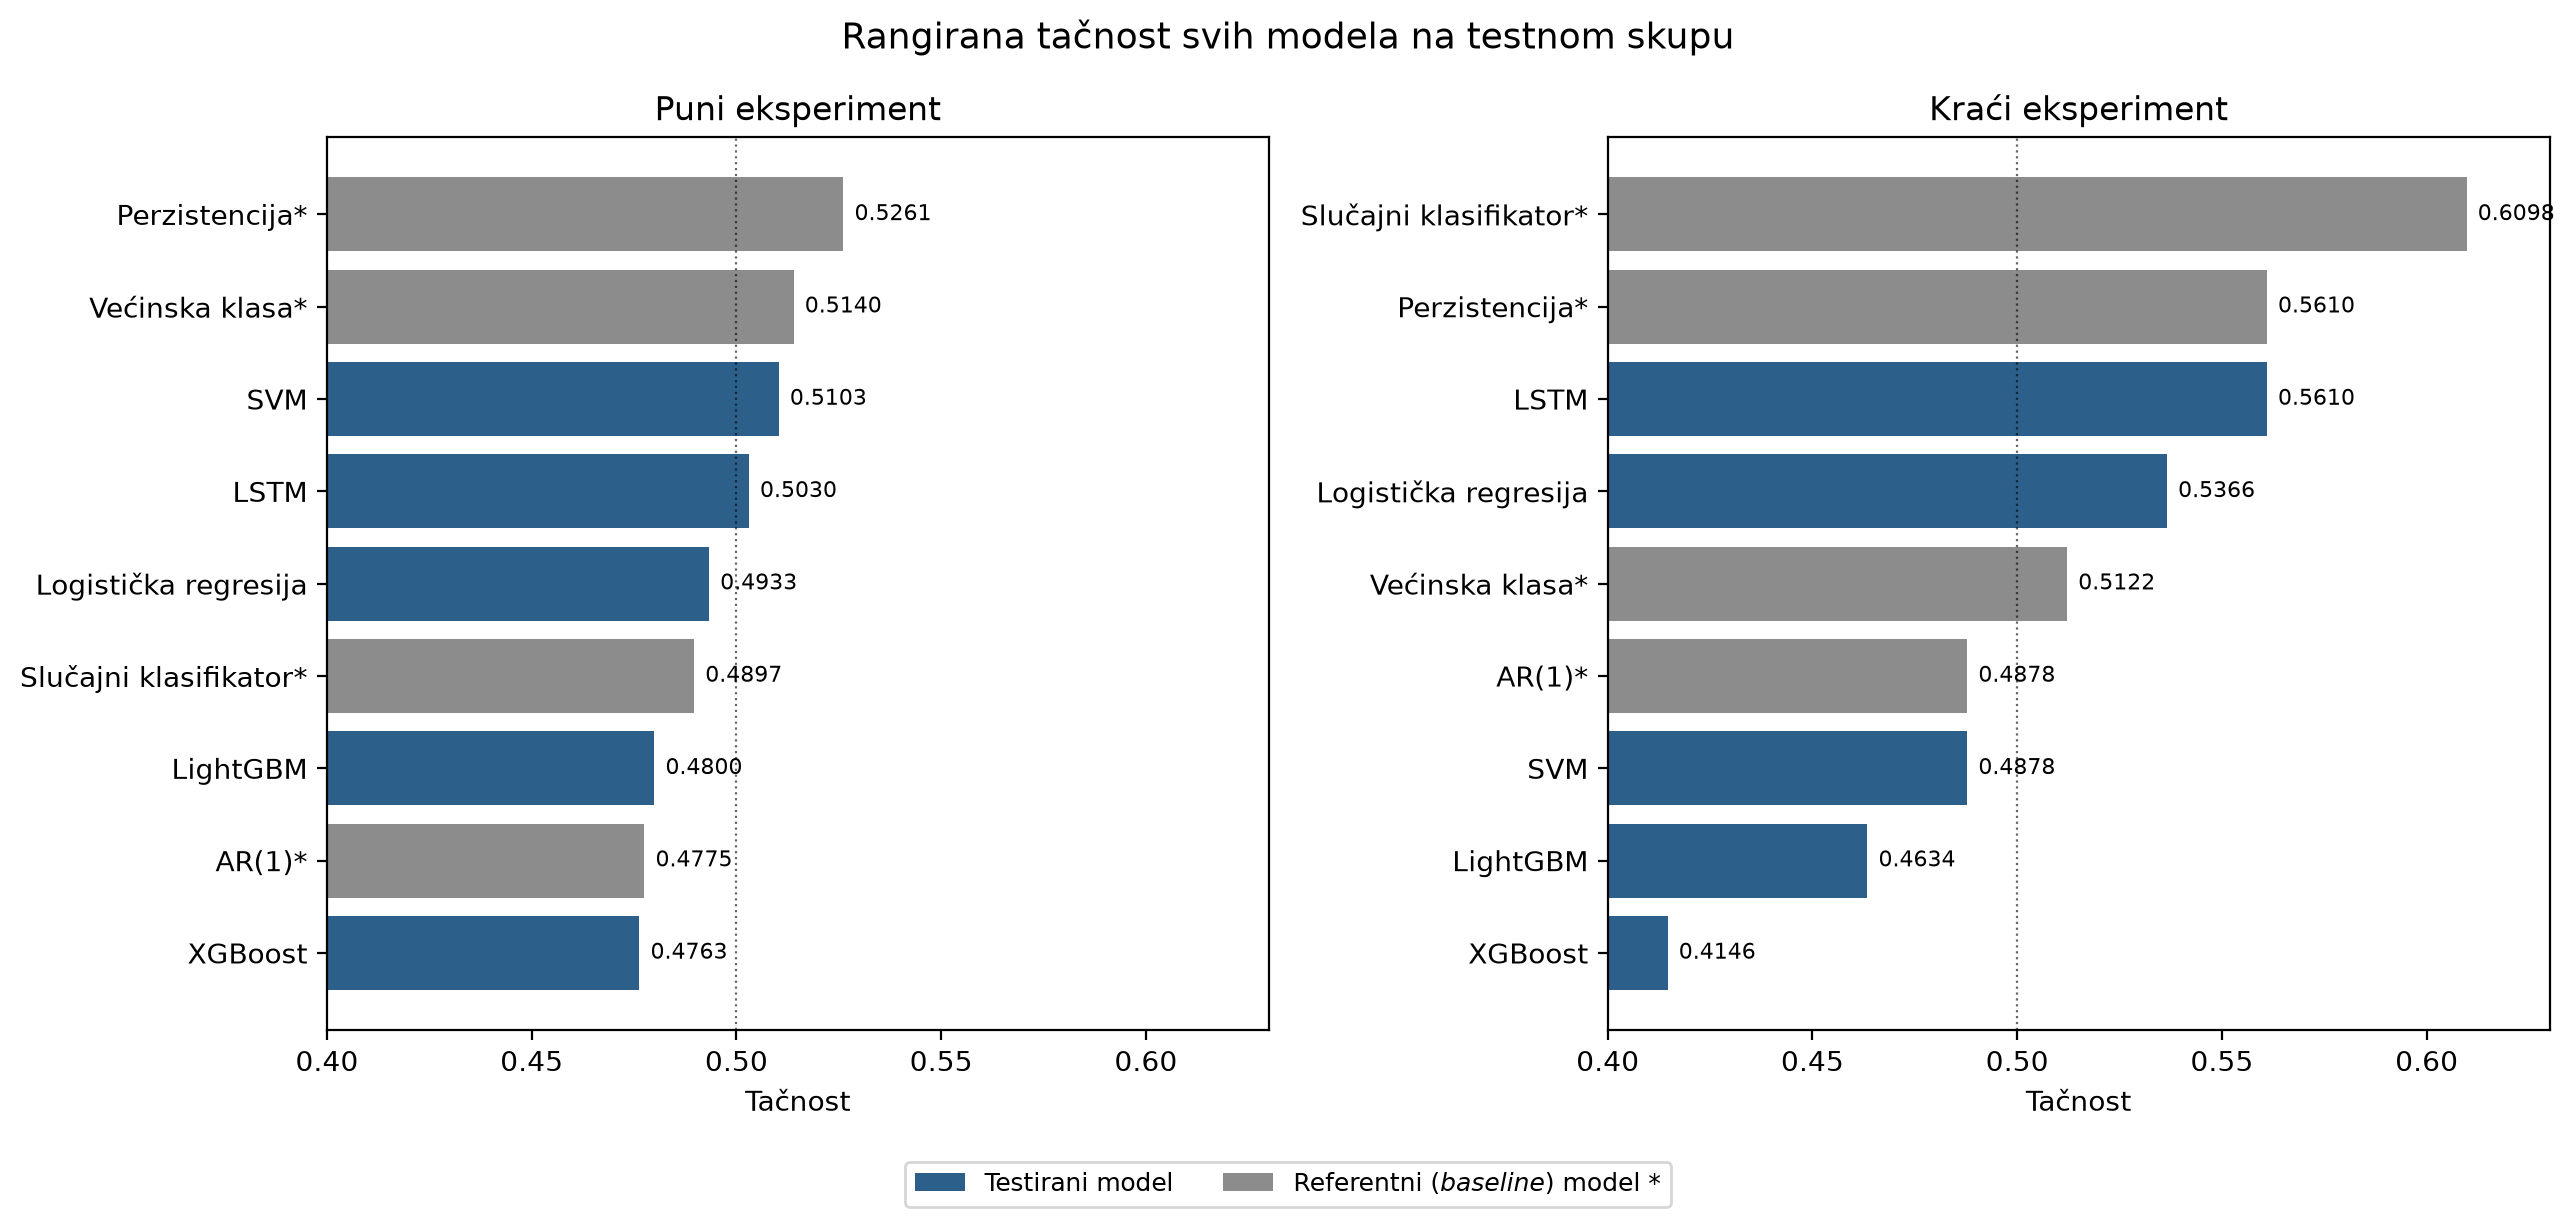 Rangirana tačnost svih modela na testnom skupu
Puni eksperiment
Perzistencija*
0.5261
Većinska klasa*
0.5140
SVM
0.5103
LSTM
0.5030
Logistička regresija
0.4933
Slučajni klasifikator*
0.4897
LightGBM
0.4800
AR(1)*
0.4775
XGBoost
0.4763
0.40
0.45
0.50
0.55
0.60
Tačnost
Kraći eksperiment
Slučajni klasifikator*
0.6098
Perzistencija*
0.5610
LSTM
0.5610
Logistička regresija
0.5366
Većinska klasa*
0.5122
AR(1)*
0.4878
SVM
0.4878
LightGBM
0.4634
XGBoost
0.4146
0.40
0.45
0.50
0.55
0.60
Tačnost
Testirani model
Referentni (baseline) model *